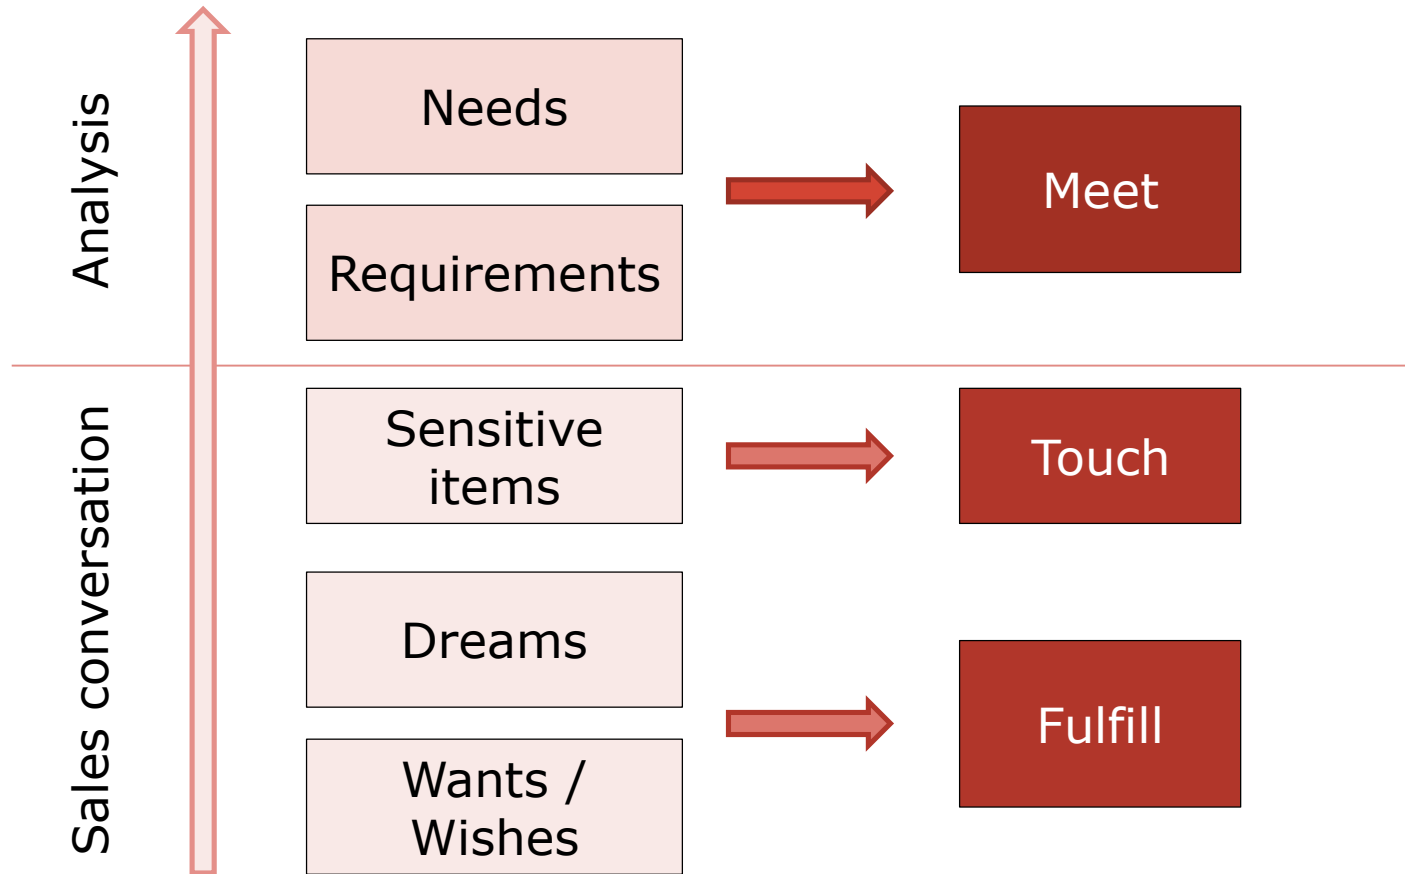 Analysis
Needs
Requirements
Meet
Sales conversation
Sensitive
items
Touch
Dreams
Wants /
Wishes
Fulfill